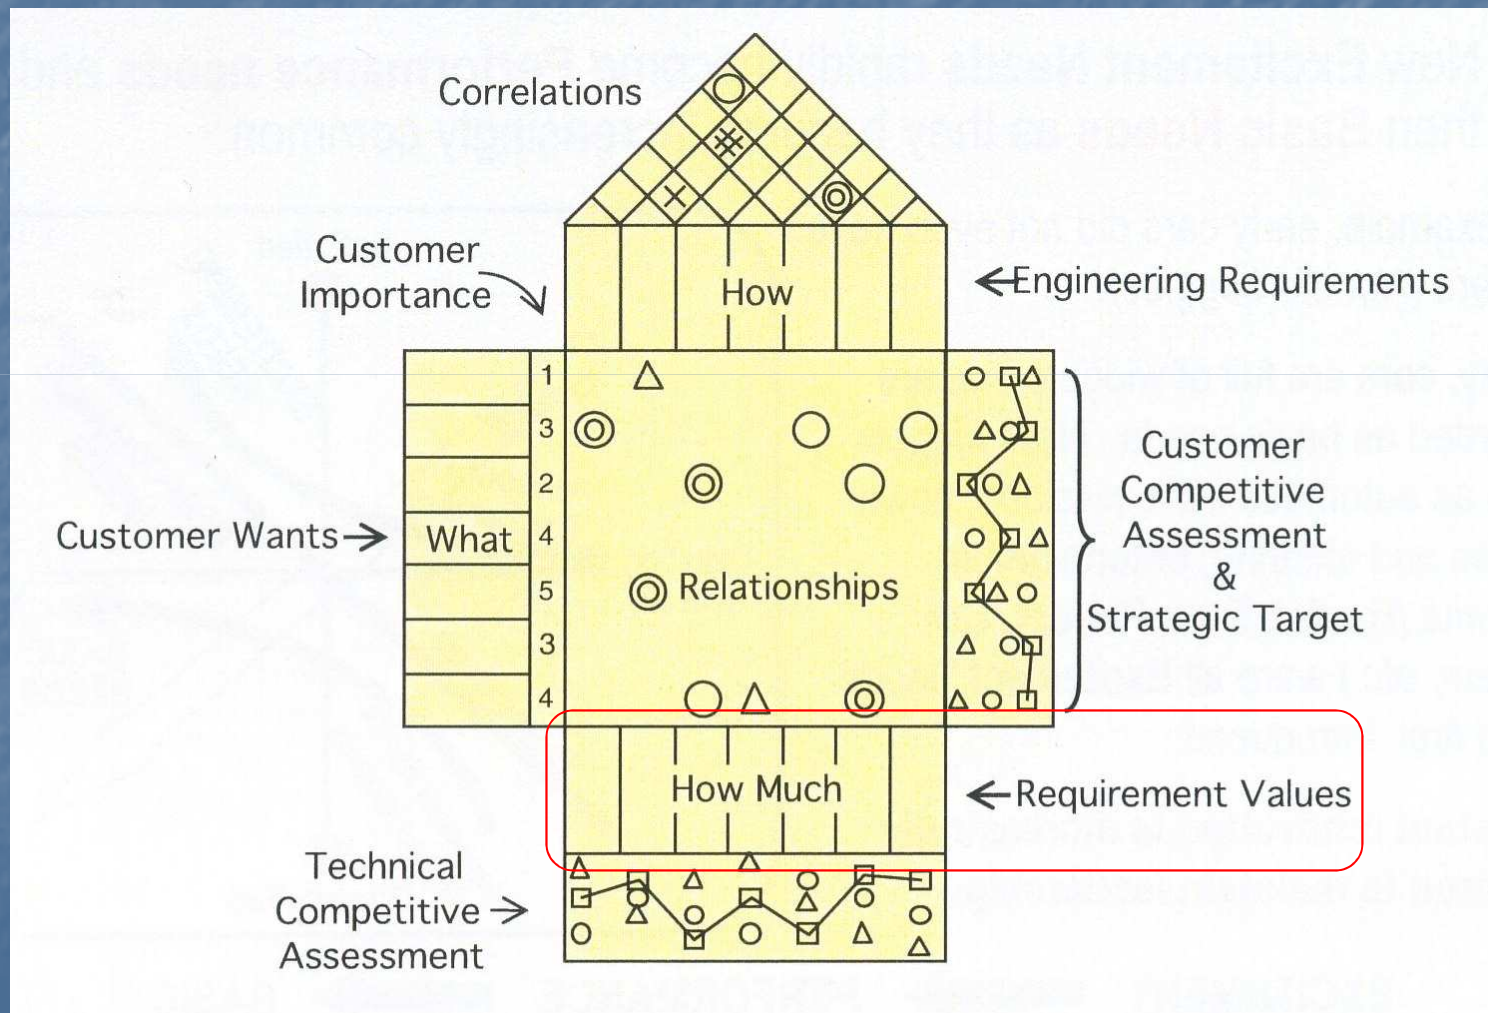 Correlations
Customer
Importance
How
Engineering Requirements
1
3
2
4
5
3
4
Customer Wants
What
Relationships
Customer
Competitive
Assessment
&
Strategic Target
How Much
Requirement Values
Technical
Competitive
Assessment